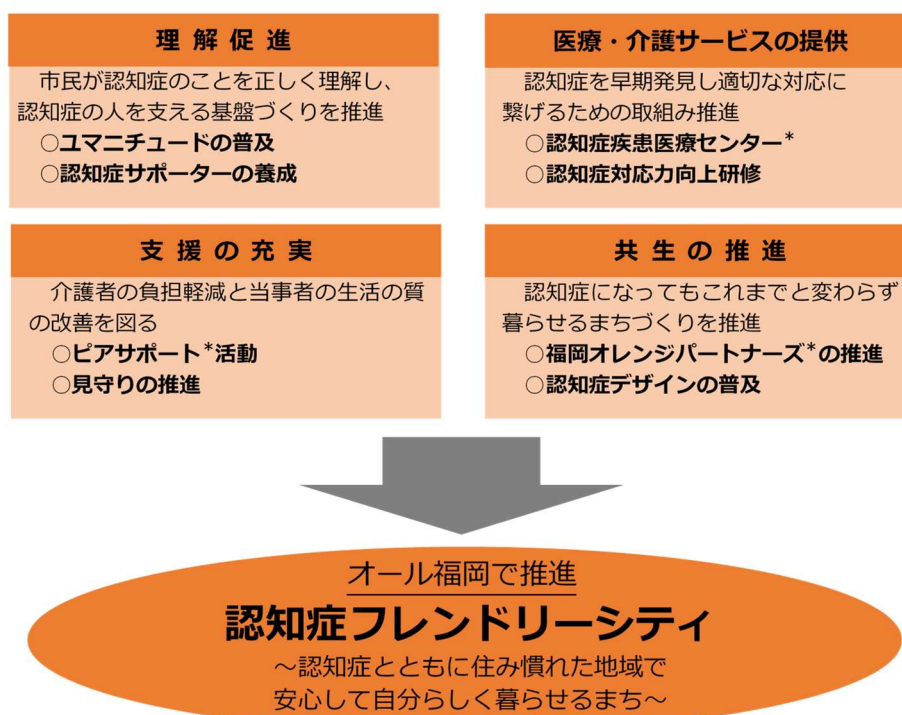 理解促進
市民が認知症のことを正しく理解し、
認知症の人を支える基盤づくりを推進
○ユマニチュードの普及
○認知症サポーターの養成
医療・介護サービスの提供
認知症を早期発見し適切な対応に
繋げるための取組み推進
○認知症疾患医療センター*
○認知症対応力向上研修
支援の充実
介護者の負担軽減と当事者の生活の質
の改善を図る
○ピアサポート*活動
○見守りの推進
共生の推進
認知症になってもこれまでと変わらず
暮らせるまちづくりを推進
○福岡オレンジパートナーズ*の推進
○認知症デザインの普及
オール福岡で推進
認知症フレンドリーシティ
～認知症とともに住み慣れた地域で
安心して自分らしく暮らせるまち～